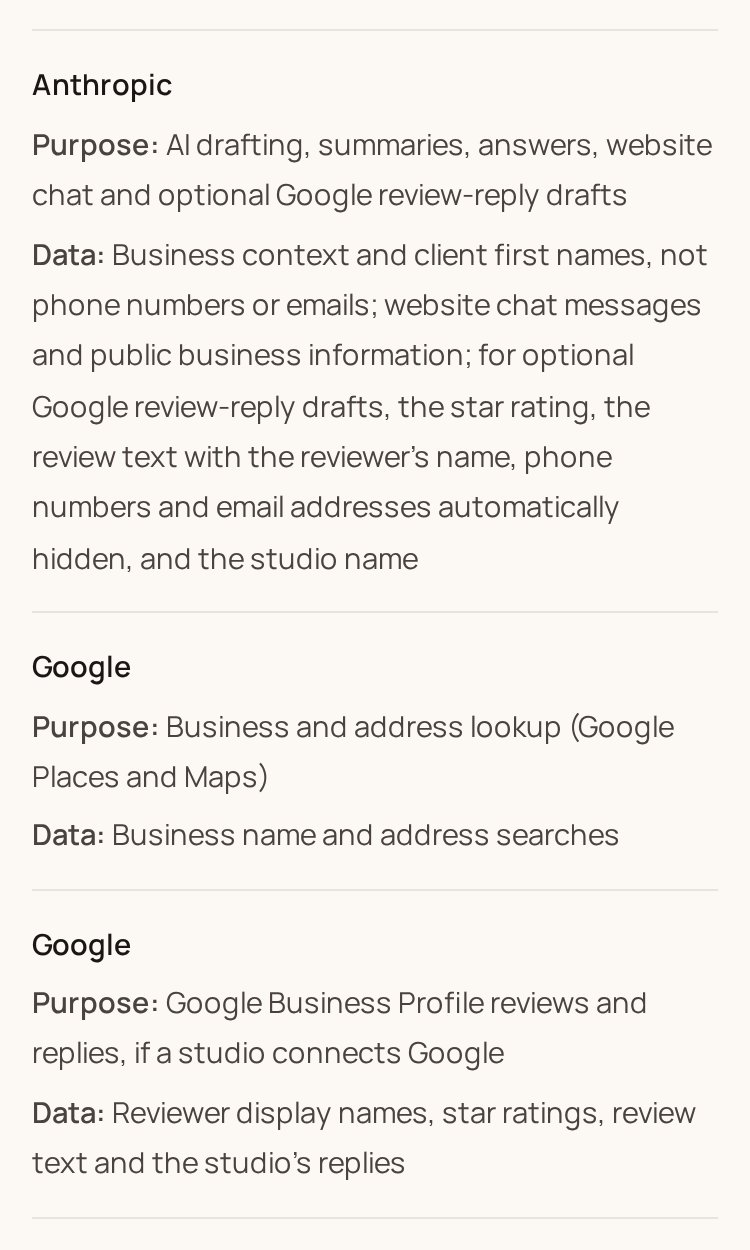 Anthropic
Purpose: AI drafting, summaries, answers, website
chat and optional Google review-reply drafts
Data: Business context and client first names, not
phone numbers or emails; website chat messages
and public business information; for optional
Google review-reply drafts, the star rating, the
review text with the reviewer’s name, phone
numbers and email addresses automatically
hidden, and the studio name
Google
Purpose: Business and address lookup (Google
Places and Maps)
Data: Business name and address searches
Google
Purpose: Google Business Profile reviews and
replies, if a studio connects Google
Data: Reviewer display names, star ratings, review
text and the studio’s replies